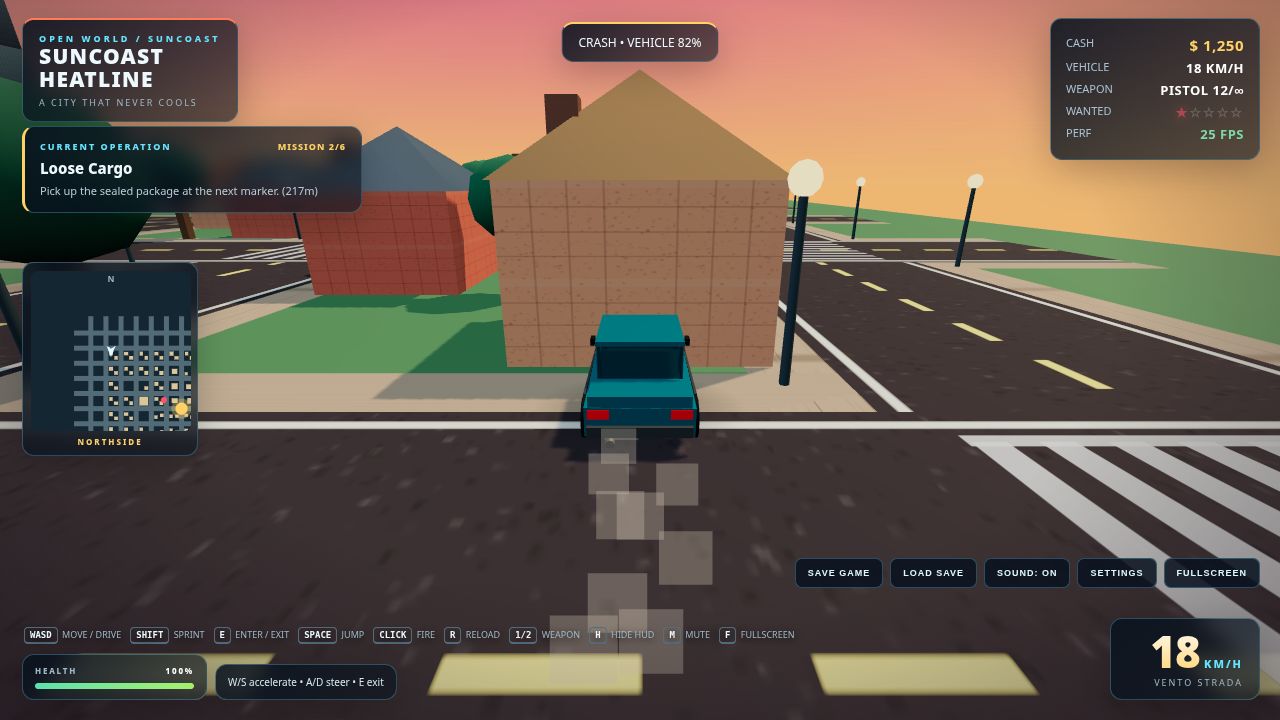 OPEN WORLD / SUNCOAST
SUNCOAST
HEATLINE
A CITY THAT NEVER COOLS
CRASH • VEHICLE 82%
CASH $ 1,250
VEHICLE 18 KM/H
WEAPON PISTOL 12/∞
WANTED ★☆☆☆☆
PERF 25 FPS
CURRENT OPERATION MISSION 2/6
Loose Cargo
Pick up the sealed package at the next marker. (217m)
N
NORTHSIDE
SAVE GAME LOAD SAVE SOUND: ON SETTINGS FULLSCREEN
WASD MOVE / DRIVE SHIFT SPRINT E ENTER / EXIT SPACE JUMP CLICK FIRE R RELOAD 1/2 WEAPON H HIDE HUD M MUTE F FULLSCREEN
HEALTH 100%
W/S accelerate • A/D steer • E exit
18 KM/H
VENTO STRADA